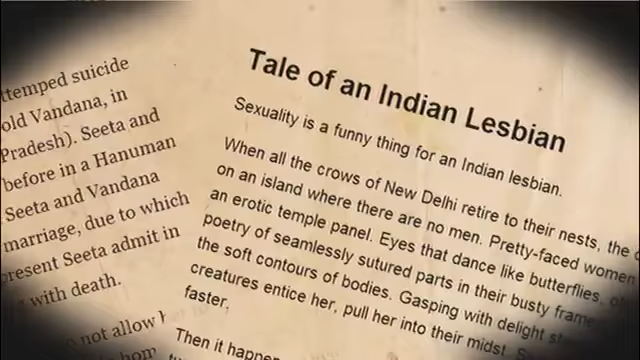 ttemped suicide
old Vandana, in
Pradesh). Seeta and
before in a Hanuman
Seeta and Vandana
marriage, due to which
present Seeta admit in
with death.
not allow
Tale of an Indian Lesbian
Sexuality is a funny thing for an Indian lesbian.
When all the crows of New Delhi retire to their nests, the
on an island where there are no men. Pretty-faced women
an erotic temple panel. Eyes that dance like butterflies,
poetry of seamlessly sutured parts in their busty frame
the soft contours of bodies. Gasping with delight
creatures entice her, pull her into their midst.
faster,
Then it happen